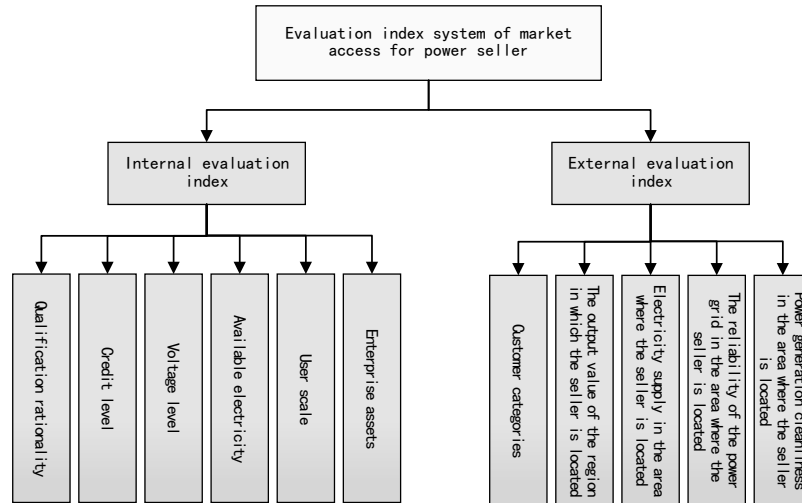 Evaluation index system of market
access for power seller
Internal evaluation
index
External evaluation
index
Qualification rationality
Credit level
Voltage level
Available electricity
User scale
Enterprise assets
Customer categories
The output value of the region
in which the seller is located
Electricity supply in the area
where the seller is located
The reliability of the power
grid in the area where the
seller is located
Power generation cleanliness
in the area where the seller
is located